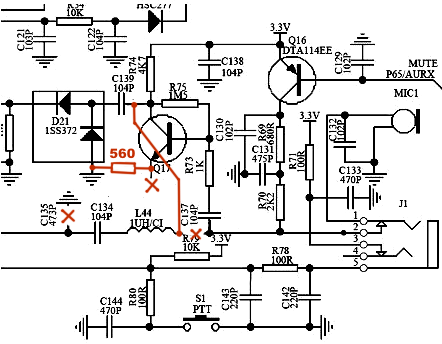 R34
10K
HSC277
C121
103P
C122
104P
R74
4K7
C138
104P
3.3V
Q16
DTA114EE
C129
102P
MUTE
P65/AURX
C139
104P
R75
1M5
D21
1SS372
C130
102P
R69
680R
3.3V
MIC1
C132
102P
560
Q17
R73
1K
C131
475P
R71
100R
C133
470P
C135
473P
C134
104P
L44
1UH/CI
C137
104P
R70
2K2
J1
1
2
3
4
5
3.3V
10K
R78
100R
R80
100R
C144
470P
S1
PTT
C143
220P
C142
220P